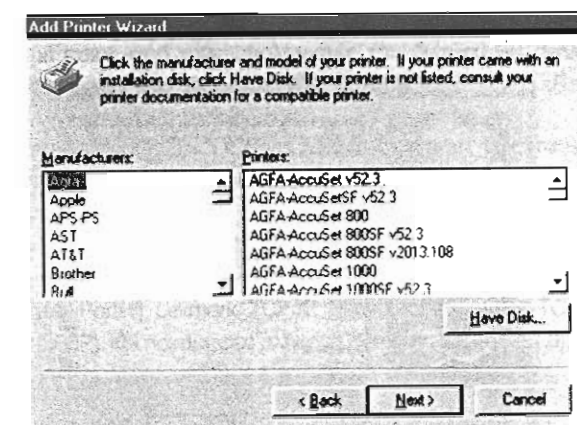 Add Printer Wizard
Click the manufacturer and model of your printer. If your printer came with an
installation disk, click Have Disk. If your printer is not listed, consult your
printer documentation for a compatible printer.
Manufacturers:
Printers:
Agfa
Apple
APS-PS
AST
AT&T
Brother
Bull
AGFA-AccuSet v52.3
AGFA-AccuSetSF v52.3
AGFA-AccuSet 800
AGFA-AccuSet 800SF v52.3
AGFA-AccuSet 800SF v2013.108
AGFA-AccuSet 1000
AGFA-AccuSet 1000SF v52.3
Have Disk...
< Back
Next >
Cancel